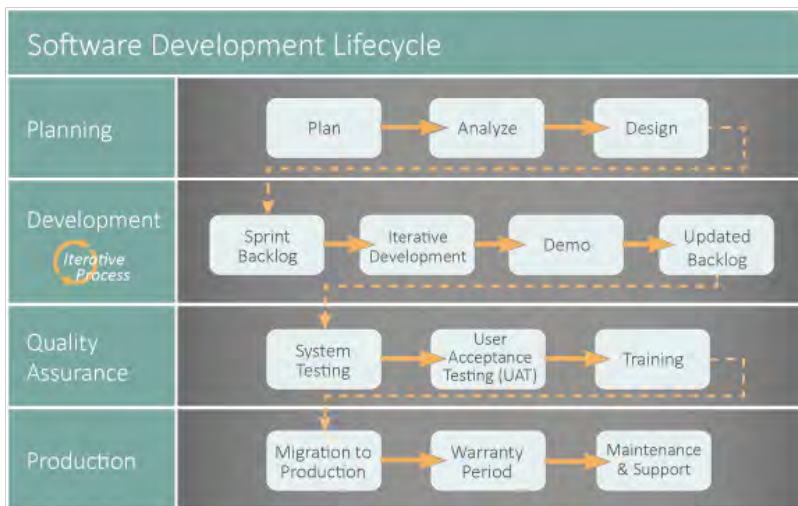 Software Development Lifecycle
Planning
Plan
Analyze
Design
Development
Iterative
Process
Sprint
Backlog
Iterative
Development
Demo
Updated
Backlog
Quality
Assurance
System
Testing
User
Acceptance
Testing (UAT)
Training
Production
Migration to
Production
Warranty
Period
Maintenance
& Support